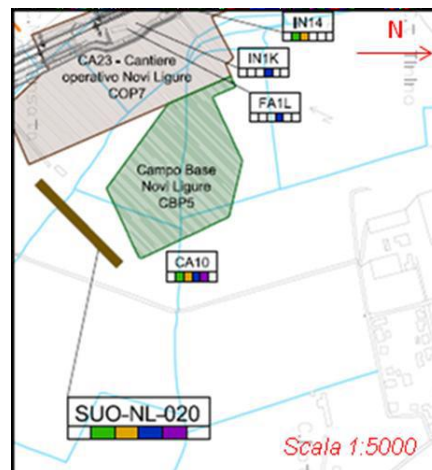 IN14
N
CA23 - Cantiere
operativo Novi Ligure
COP7
IN1K
FA1L
Campo Base
Novi Ligure
CBP5
CA10
SUO-NL-020
Scala 1:5000